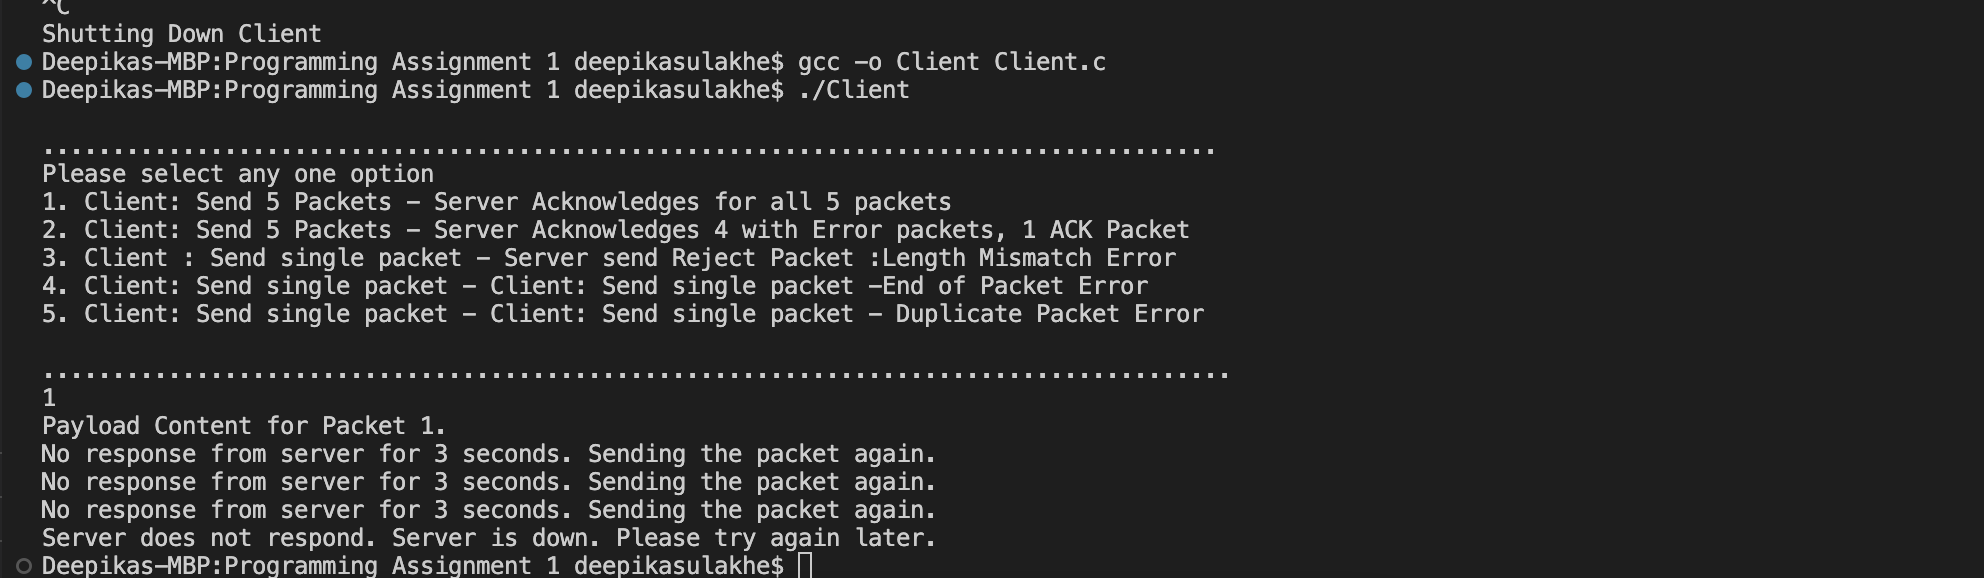 ^C
Shutting Down Client
Deepikas-MBP:Programming Assignment 1 deepikasulakhe$ gcc -o Client Client.c
Deepikas-MBP:Programming Assignment 1 deepikasulakhe$ ./Client
....................................................................................
Please select any one option
1. Client: Send 5 Packets - Server Acknowledges for all 5 packets
2. Client: Send 5 Packets - Server Acknowledges 4 with Error packets, 1 ACK Packet
3. Client : Send single packet - Server send Reject Packet :Length Mismatch Error
4. Client: Send single packet - Client: Send single packet -End of Packet Error
5. Client: Send single packet - Client: Send single packet - Duplicate Packet Error
.....................................................................................
1
Payload Content for Packet 1.
No response from server for 3 seconds. Sending the packet again.
No response from server for 3 seconds. Sending the packet again.
No response from server for 3 seconds. Sending the packet again.
Server does not respond. Server is down. Please try again later.
Deepikas-MBP:Programming Assignment 1 deepikasulakhe$